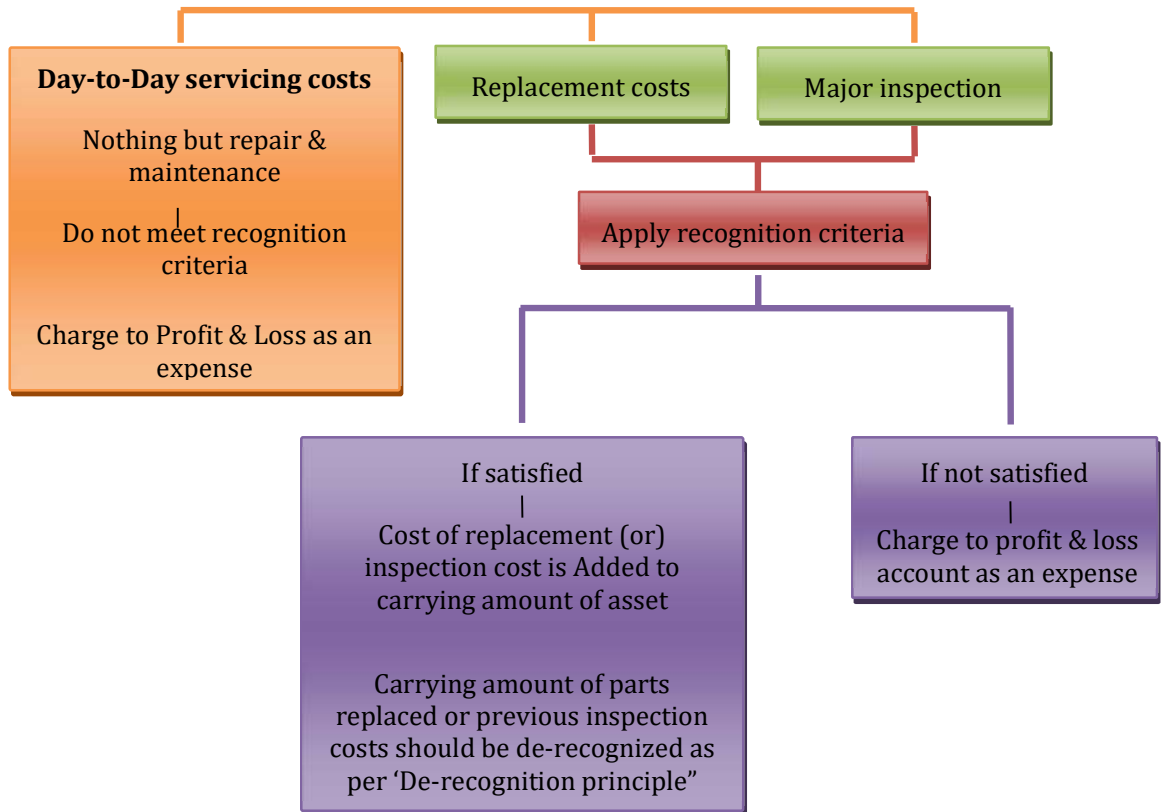 Day-to-Day servicing costs
Nothing but repair &
maintenance
|
Do not meet recognition
criteria
Charge to Profit & Loss as an
expense
Replacement costs
Major inspection
Apply recognition criteria
If satisfied
|
Cost of replacement (or)
inspection cost is Added to
carrying amount of asset
Carrying amount of parts
replaced or previous inspection
costs should be de-recognized as
per ‘De-recognition principle”
If not satisfied
|
Charge to profit & loss
account as an expense